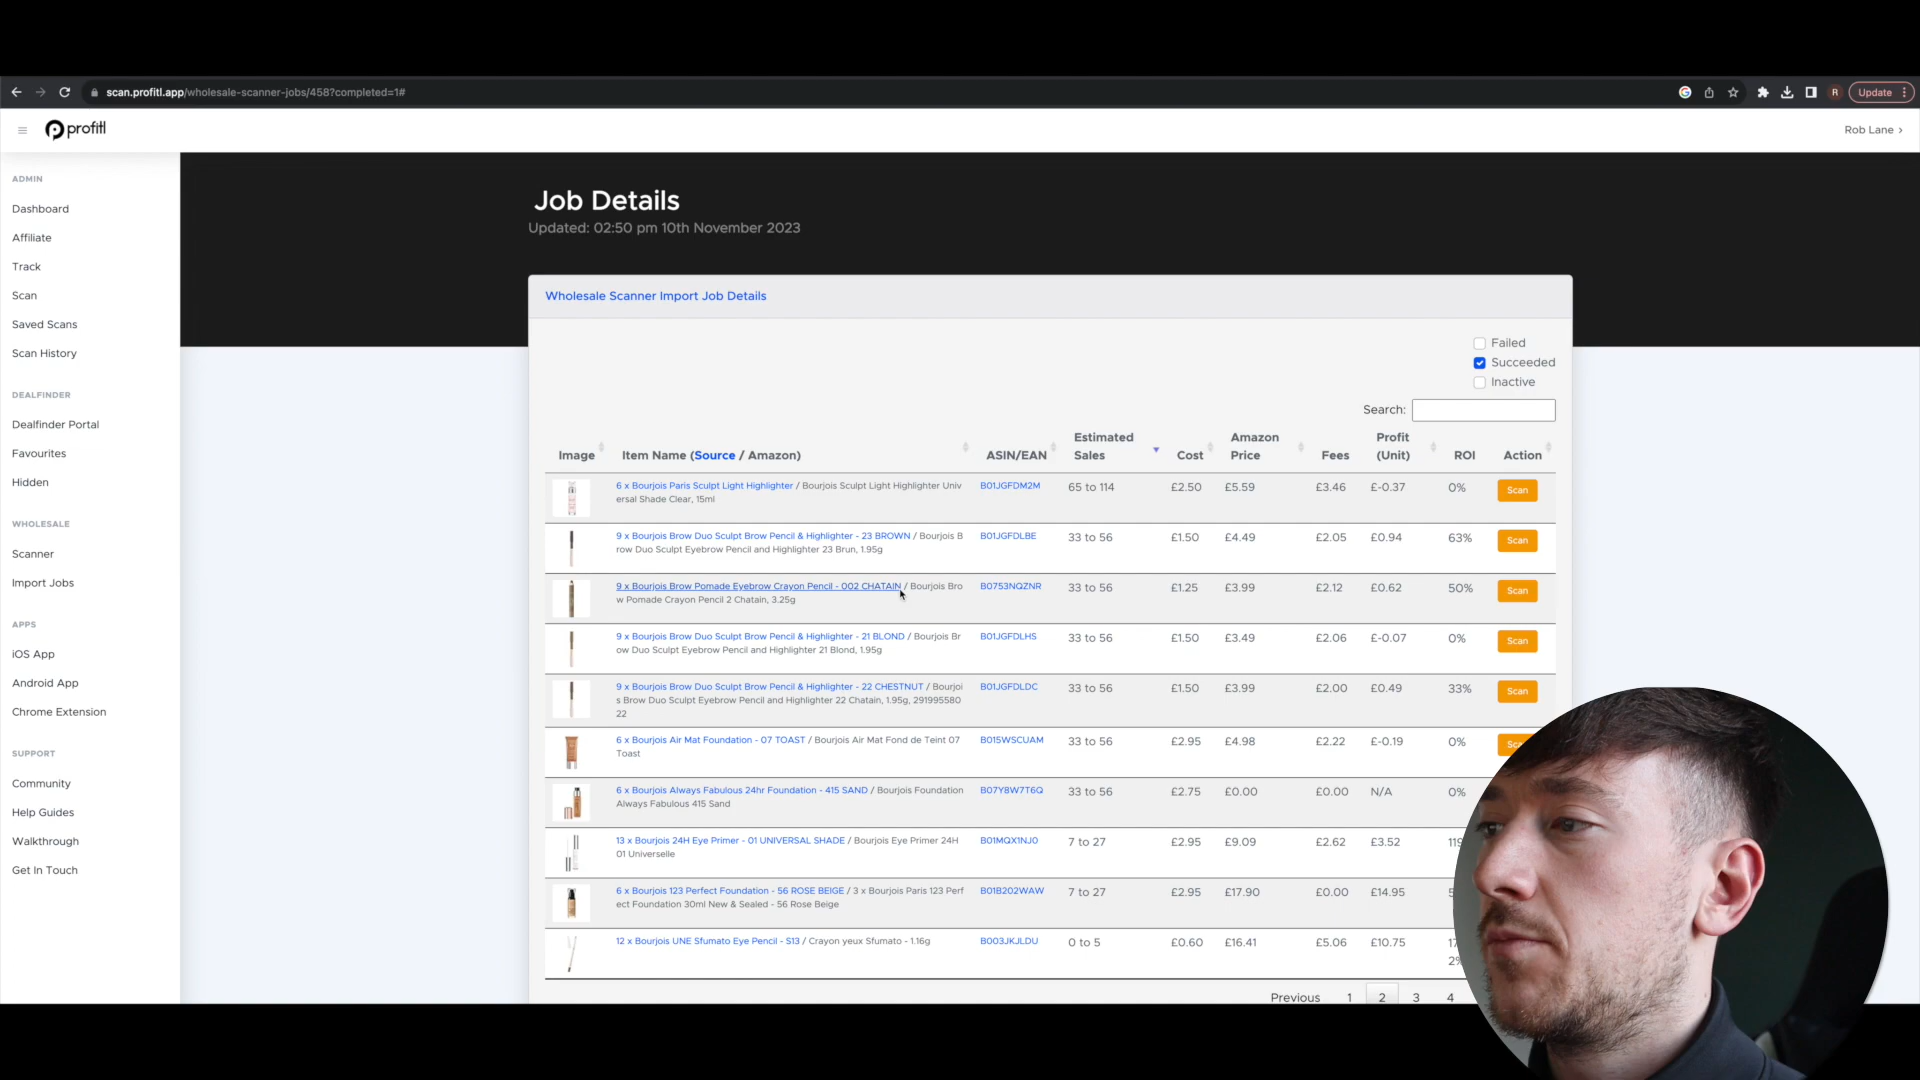 scan.profitl.app/wholesale-scanner-jobs/458?completed=1#
R
Update
profitl
Rob Lane
ADMIN
Dashboard
Affiliate
Track
Scan
Saved Scans
Scan History
DEALFINDER
Dealfinder Portal
Favourites
Hidden
WHOLESALE
Scanner
Import Jobs
APPS
iOS App
Android App
Chrome Extension
SUPPORT
Community
Help Guides
Walkthrough
Get In Touch
Job Details
Updated: 02:50 pm 10th November 2023
Wholesale Scanner Import Job Details
Failed
Succeeded
Inactive
Search:
Image Item Name (Source / Amazon) ASIN/EAN Estimated Sales Cost Amazon Price Fees Profit (Unit) ROI Action
6 x Bourjois Paris Sculpt Light Highlighter / Bourjois Sculpt Light Highlighter Univ B01JGFDM2M 65 to 114 £2.50 £5.59 £3.46 £-0.37 0% Scan
ersal Shade Clear, 15ml
9 x Bourjois Brow Duo Sculpt Brow Pencil & Highlighter - 23 BROWN / Bourjois B B01JGFDLBE 33 to 56 £1.50 £4.49 £2.05 £0.94 63% Scan
row Duo Sculpt Eyebrow Pencil and Highlighter 23 Brun, 1.95g
9 x Bourjois Brow Pomade Eyebrow Crayon Pencil - 002 CHATAIN / Bourjois Bro B0753NQZNR 33 to 56 £1.25 £3.99 £2.12 £0.62 50% Scan
w Pomade Crayon Pencil 2 Chatain, 3.25g
9 x Bourjois Brow Duo Sculpt Brow Pencil & Highlighter - 21 BLOND / Bourjois Br B01JGFDLHS 33 to 56 £1.50 £3.49 £2.06 £-0.07 0% Scan
ow Duo Sculpt Eyebrow Pencil and Highlighter 21 Blond, 1.95g
9 x Bourjois Brow Duo Sculpt Brow Pencil & Highlighter - 22 CHESTNUT / Bourjoi B01JGFDLDC 33 to 56 £1.50 £3.99 £2.00 £0.49 33% Scan
s Brow Duo Sculpt Eyebrow Pencil and Highlighter 22 Chatain, 1.95g, 291995580
22
6 x Bourjois Air Mat Foundation - 07 TOAST / Bourjois Air Mat Fond de Teint 07 B015WSCUAM 33 to 56 £2.95 £4.98 £2.22 £-0.19 0%
Toast
6 x Bourjois Always Fabulous 24hr Foundation - 415 SAND / Bourjois Foundation B07Y8W7T6Q 33 to 56 £2.75 £0.00 £0.00 N/A 0%
Always Fabulous 415 Sand
13 x Bourjois 24H Eye Primer - 01 UNIVERSAL SHADE / Bourjois Eye Primer 24H B01MQX1NJ0 7 to 27 £2.95 £9.09 £2.62 £3.52
01 Universelle
6 x Bourjois 123 Perfect Foundation - 56 ROSE BEIGE / 3 x Bourjois Paris 123 Perf B01B202WAW 7 to 27 £2.95 £17.90 £0.00 £14.95
ect Foundation 30ml New & Sealed - 56 Rose Beige
12 x Bourjois UNE Sfumato Eye Pencil - S13 / Crayon yeux Sfumato - 1.16g B003JKJLDU 0 to 5 £0.60 £16.41 £5.06 £10.75
Previous 1 2 3 4